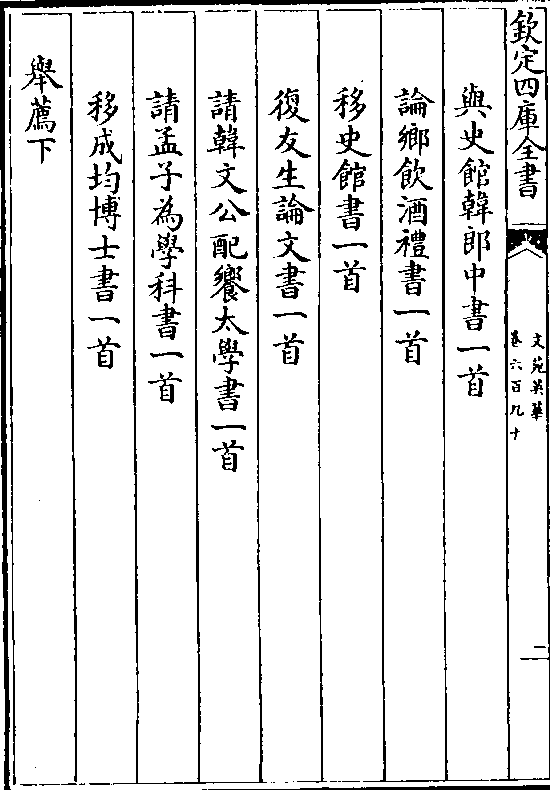 欽定四庫全書
文苑英華
卷六百九十
二
與史館韓郎中書一首
論鄉飲酒禮書一首
移史館書一首
復友生論文書一首
請韓文公配饗太學書一首
請孟子為學科書一首
移成均博士書一首
舉薦下